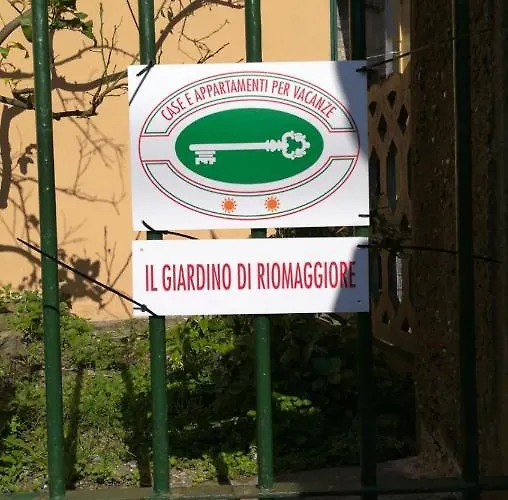 CASE E APPARTAMENTI PER VACANZE
IL GIARDINO DI RIOMAGGIORE